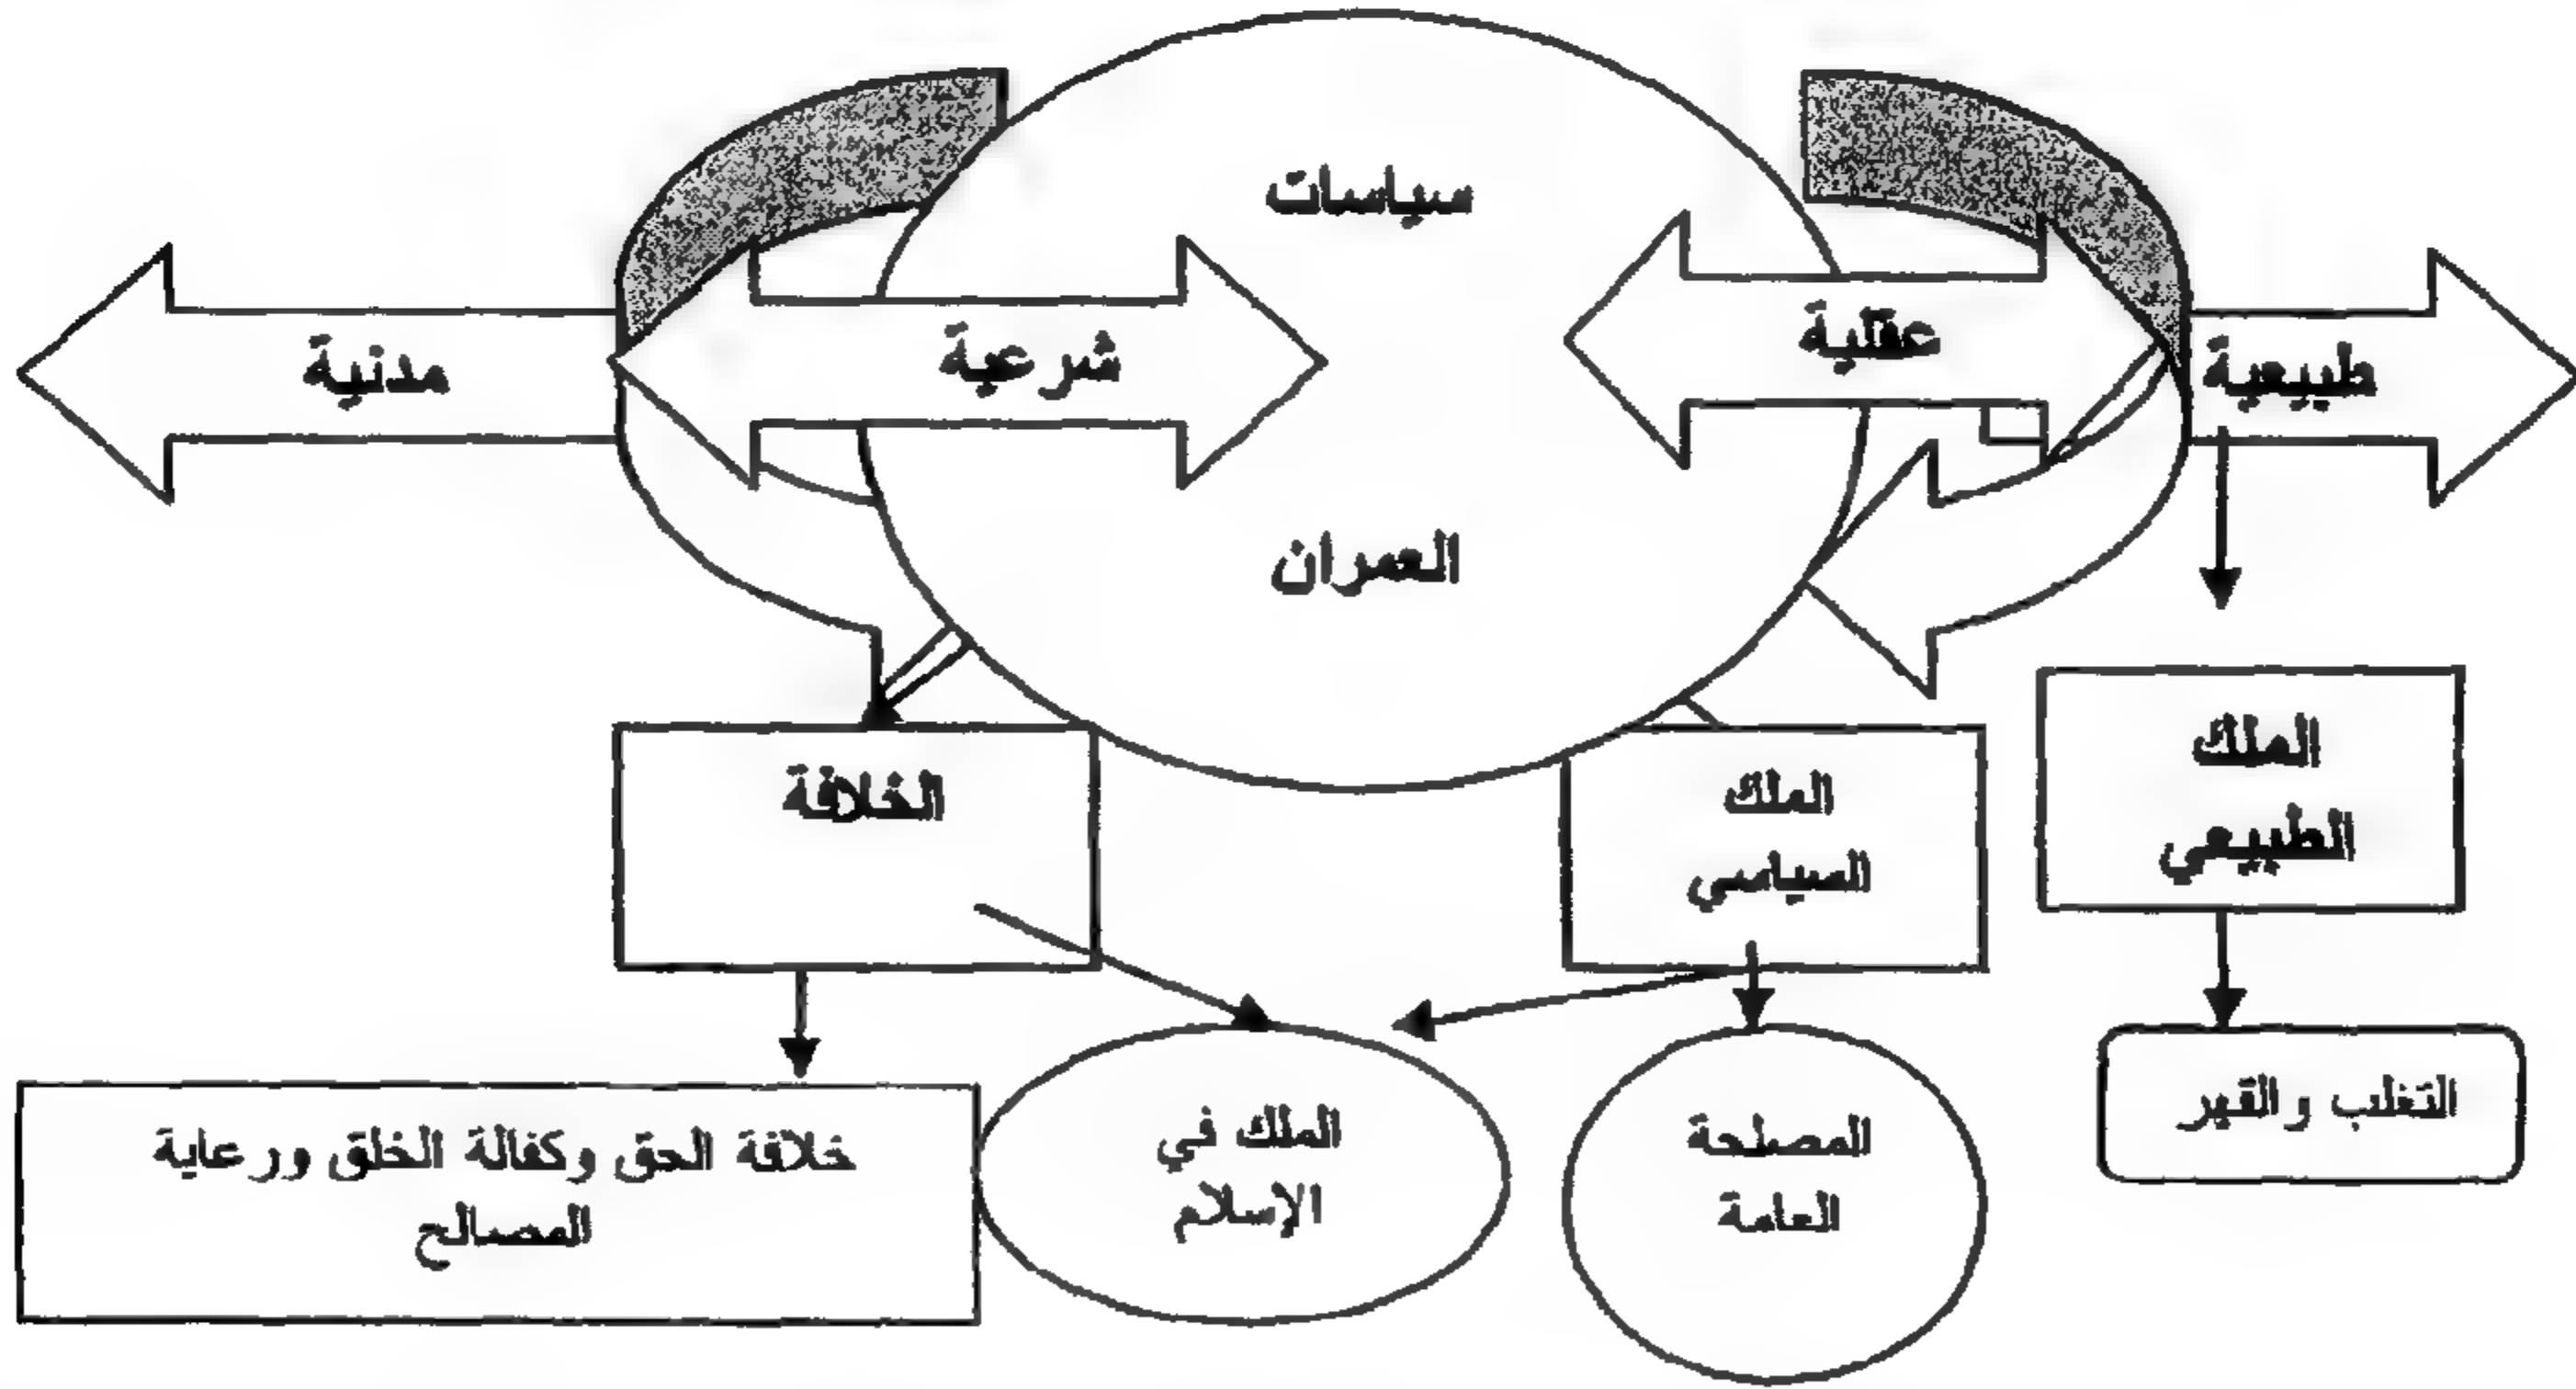 سياسات
طبيعية
عقلية
شرعية
مدنية
العمران
الملك
الطبيعي
الملك
السياسي
الخلافة
التغلب والقهر
المصلحة
العامة
الملك في
الإسلام
خلافة الحق وكفالة الخلق ورعاية
المصالح